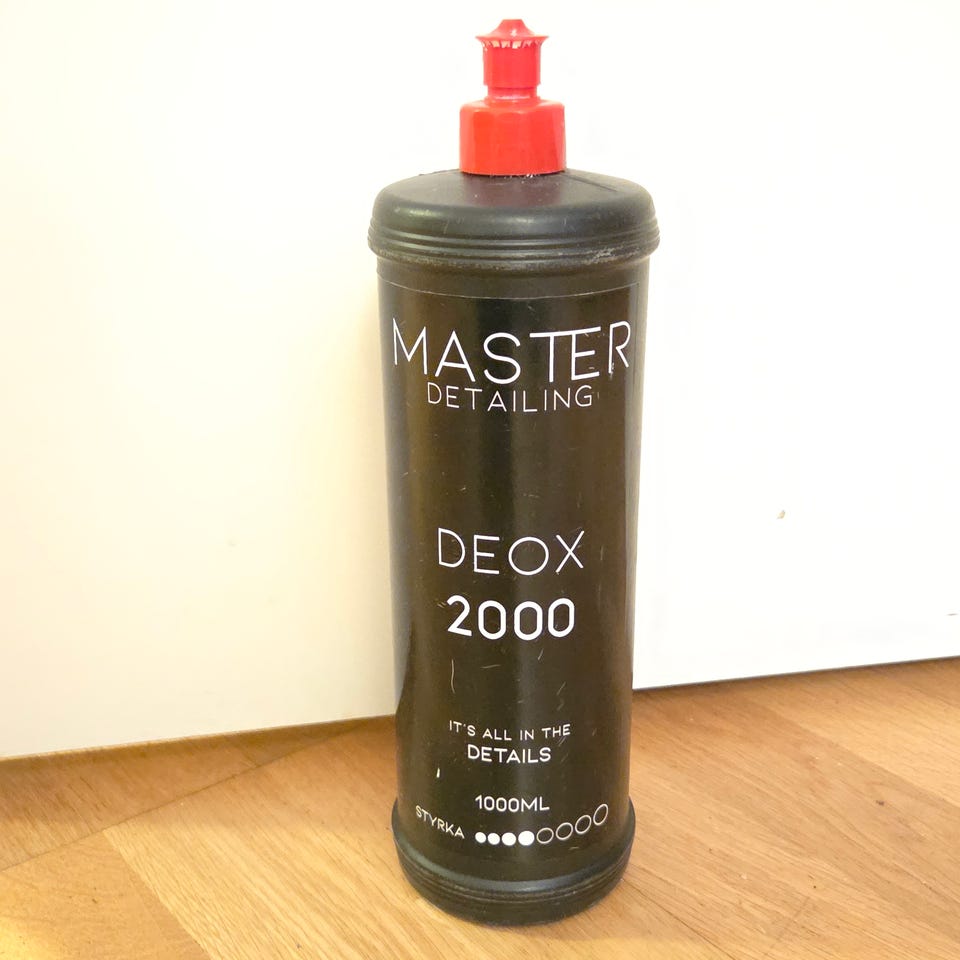 MASTER
DETAILING
DEOX
2000
IT'S ALL IN THE
DETAILS
1000ML
STYRKA